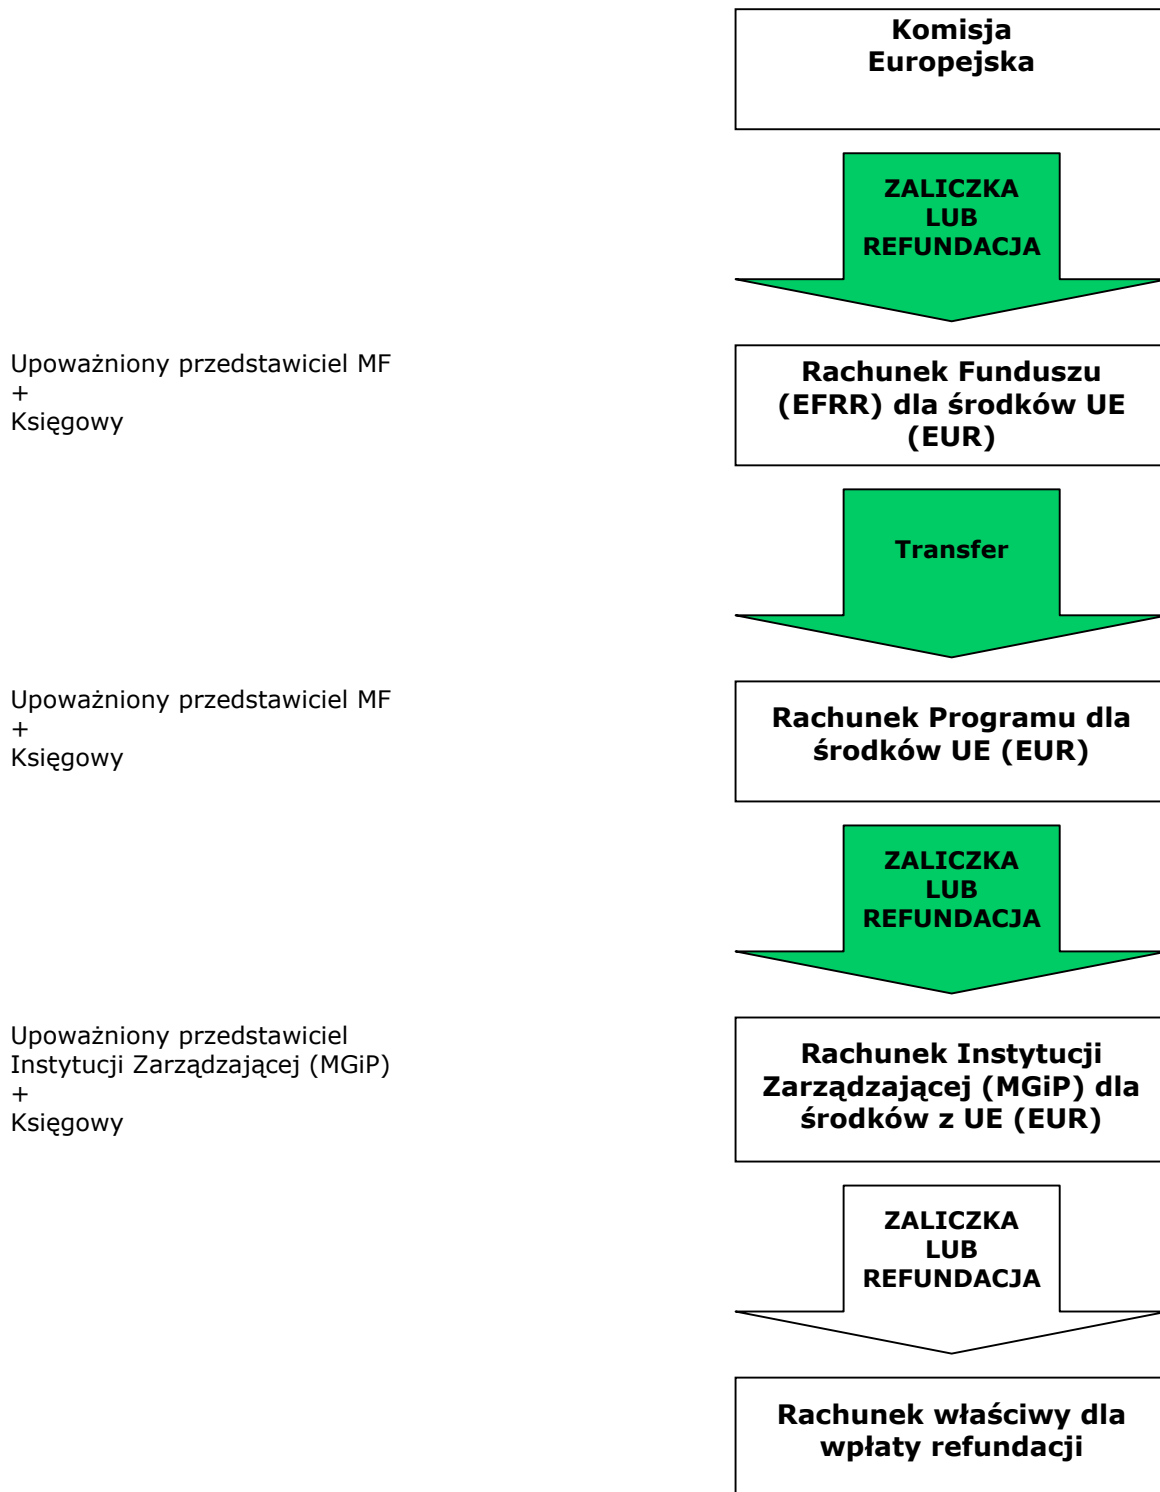 Komisja
Europejska
ZALICZKA
LUB
REFUNDACJA
Upoważniony przedstawiciel MF
+
Księgowy
Rachunek Funduszu
(EFRR) dla środków UE
(EUR)
Transfer
Upoważniony przedstawiciel MF
+
Księgowy
Rachunek Programu dla
środków UE (EUR)
ZALICZKA
LUB
REFUNDACJA
Upoważniony przedstawiciel
Instytucji Zarządzającej (MGiP)
+
Księgowy
Rachunek Instytucji
Zarządzającej (MGiP) dla
środków z UE (EUR)
ZALICZKA
LUB
REFUNDACJA
Rachunek właściwy dla
wpłaty refundacji